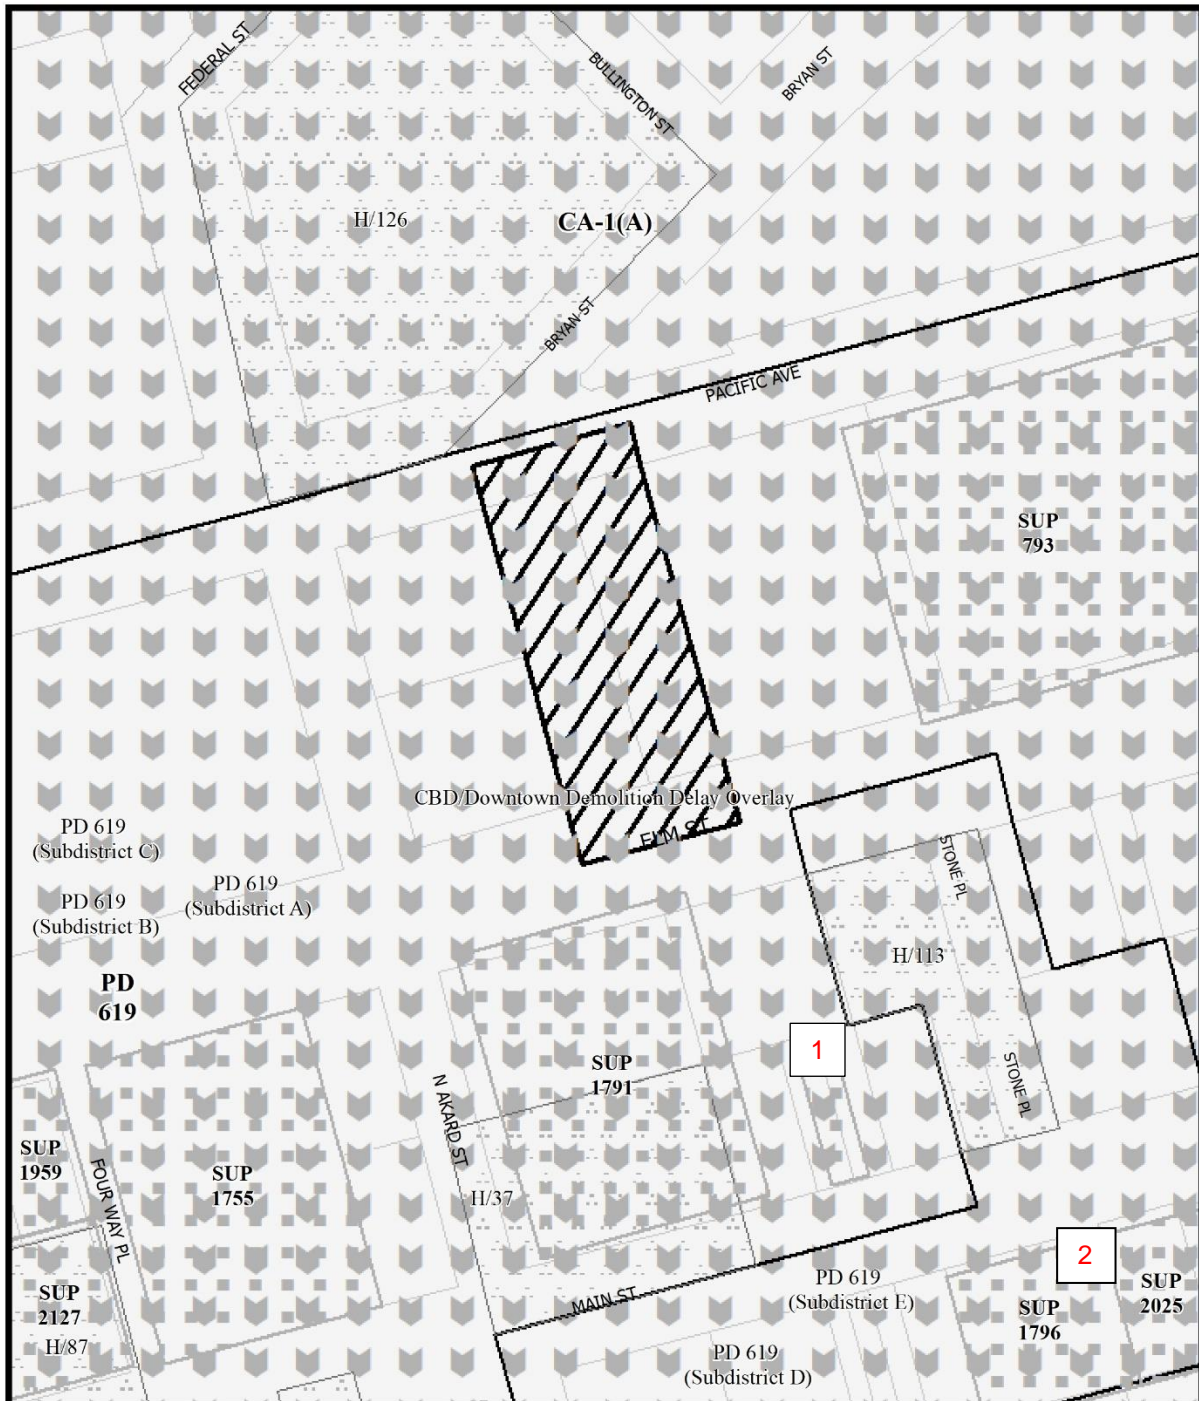 FEDERAL ST
BULLINGTON ST
BRYAN ST
H/126
CA-1(A)
BRYAN ST
PACIFIC AVE
SUP
793
CBD/Downtown Demolition Delay Overlay
ELM ST
PD 619
(Subdistrict C)
PD 619
(Subdistrict A)
PD 619
(Subdistrict B)
STONE PL
H/113
PD
619
1
SUP
1791
STONE PL
N AKARD ST
SUP
1959
FOUR WAY PL
SUP
1755
H/37
2
SUP
2127
H/87
MAIN ST
PD 619
(Subdistrict E)
SUP
1796
SUP
2025
PD 619
(Subdistrict D)